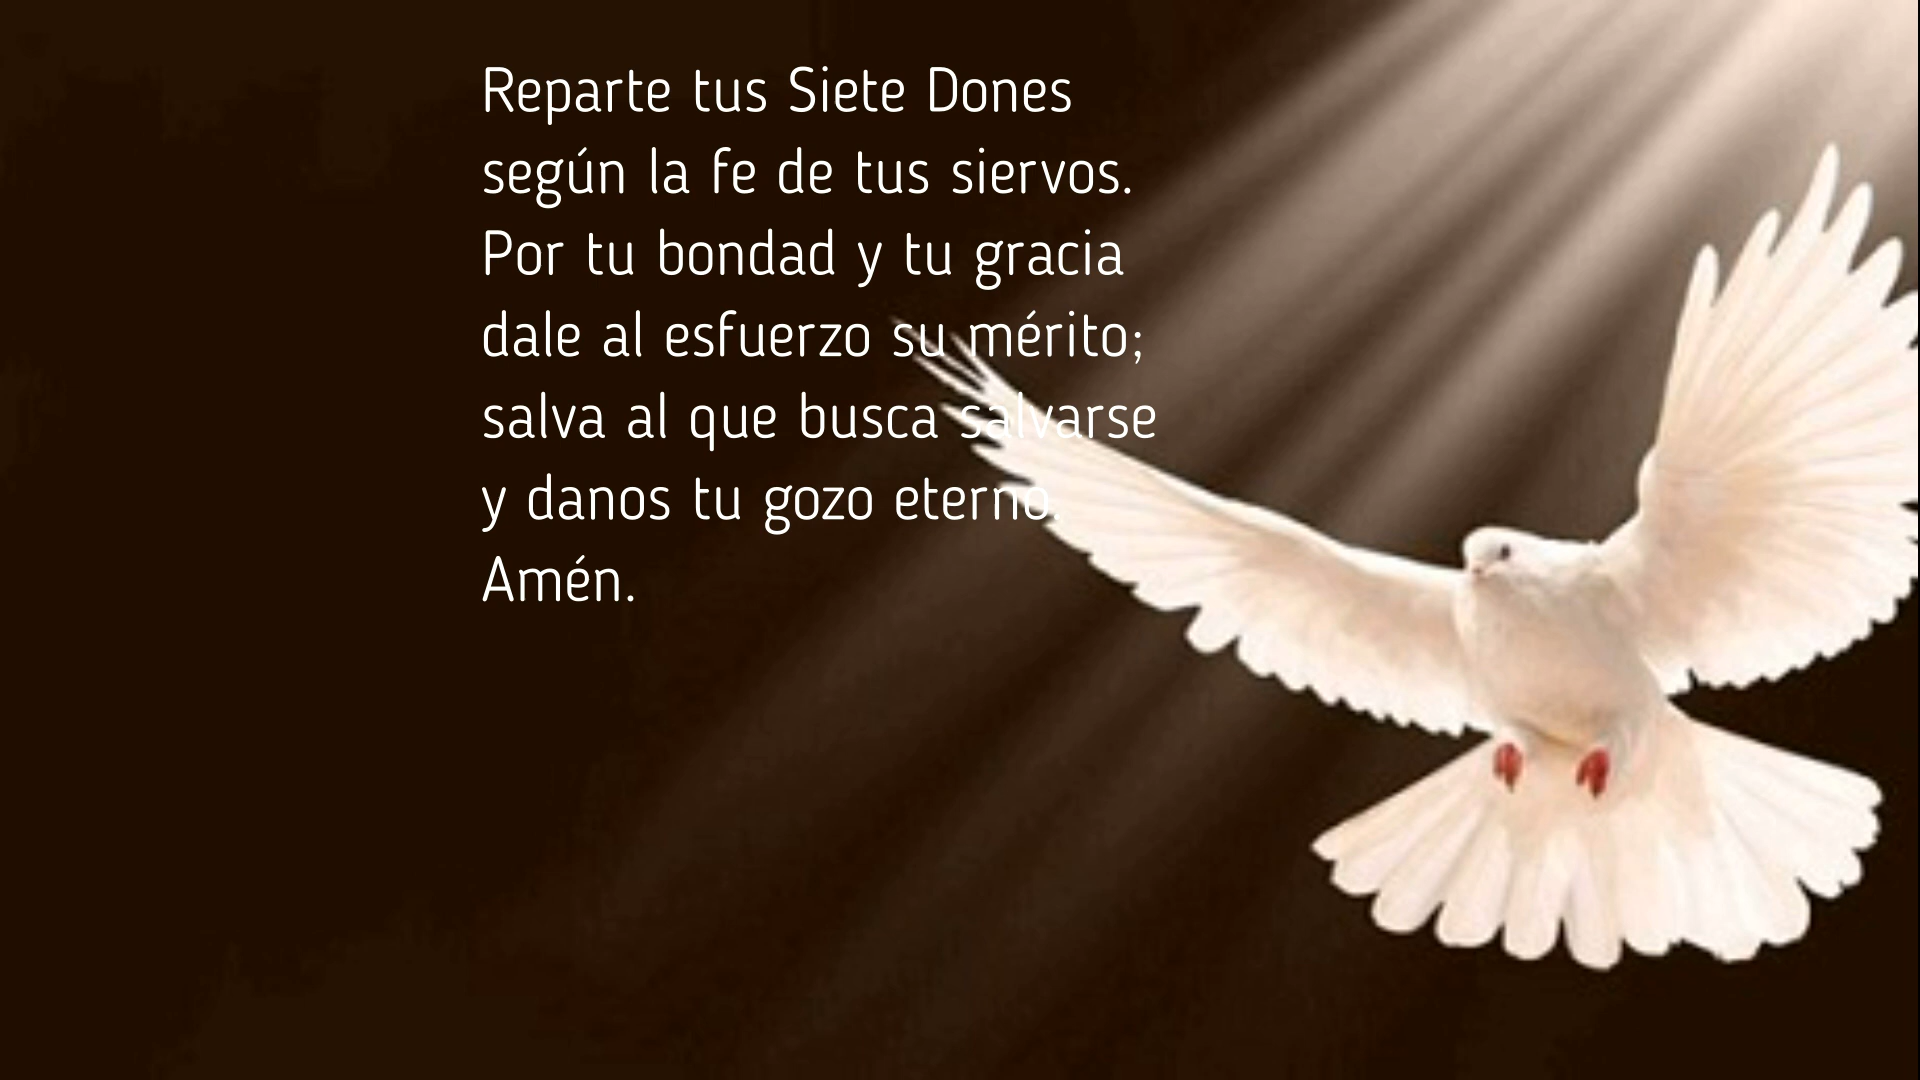 Reparte tus Siete Dones
según la fe de tus siervos.
Por tu bondad y tu gracia
dale al esfuerzo su mérito;
salva al que busca salvarse
y danos tu gozo eterno.
Amén.